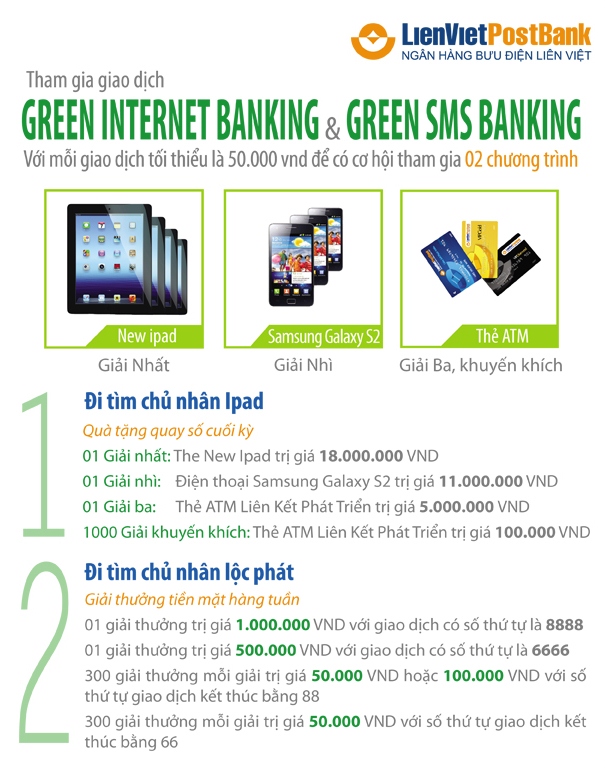 LienVietPostBank
NGÂN HÀNG BƯU ĐIỆN LIÊN VIỆT
Tham gia giao dịch
GREEN INTERNET BANKING & GREEN SMS BANKING
Với mỗi giao dịch tối thiểu là 50.000 vnd để có cơ hội tham gia 02 chương trình
New ipad
Samsung Galaxy S2
Thẻ ATM
Giải Nhất
Giải Nhì
Giải Ba, khuyến khích
1
Đi tìm chủ nhân Ipad
Quà tặng quay số cuối kỳ
01 Giải nhất: The New Ipad trị giá 18.000.000 VND
01 Giải nhì: Điện thoại Samsung Galaxy S2 trị giá 11.000.000 VND
01 Giải ba: Thẻ ATM Liên Kết Phát Triển trị giá 5.000.000 VND
1000 Giải khuyến khích: Thẻ ATM Liên Kết Phát Triển trị giá 100.000 VND
2
Đi tìm chủ nhân lộc phát
Giải thưởng tiền mặt hàng tuần
01 giải thưởng trị giá 1.000.000 VND với giao dịch có số thứ tự là 8888
01 giải thưởng trị giá 500.000 VND với giao dịch có số thứ tự là 6666
300 giải thưởng mỗi giải trị giá 50.000 VND hoặc 100.000 VND với số
thứ tự giao dịch kết thúc bằng 88
300 giải thưởng mỗi giải trị giá 50.000 VND với số thứ tự giao dịch kết
thúc bằng 66